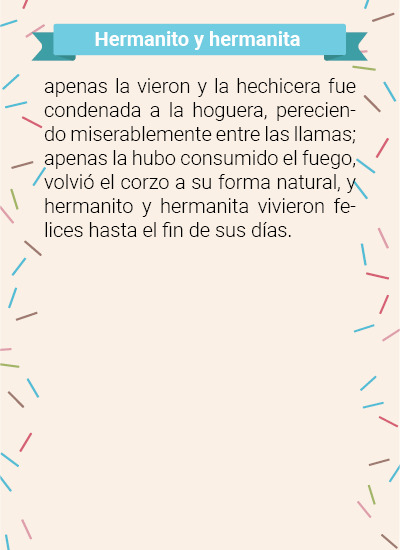 Hermanito y hermanita
apenas la vieron y la hechicera fue
condenada a la hoguera, perecien-
do miserablemente entre las llamas;
apenas la hubo consumido el fuego,
volvió el corzo a su forma natural, y
hermanito y hermanita vivieron fe-
lices hasta el fin de sus días.